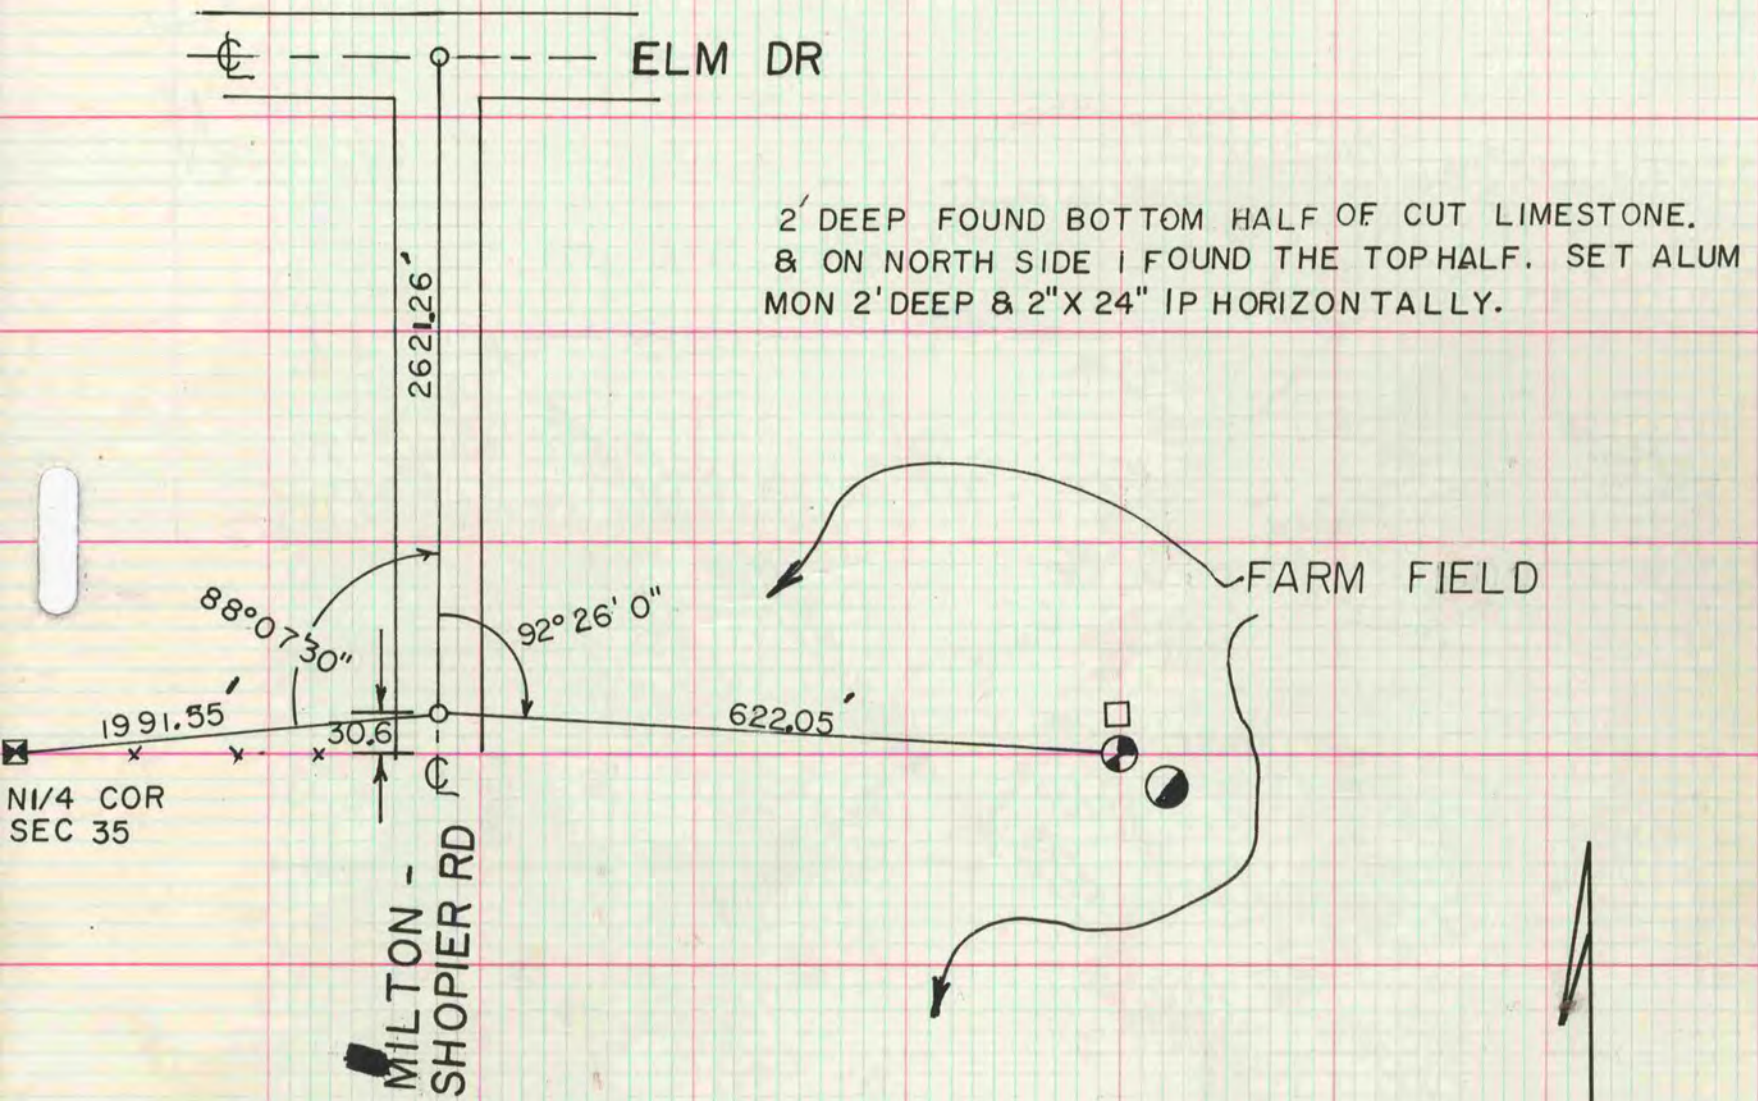 ℄ ELM DR
2621.26'
2' DEEP FOUND BOTTOM HALF OF CUT LIMESTONE.
& ON NORTH SIDE I FOUND THE TOP HALF. SET ALUM
MON 2' DEEP & 2" X 24" IP HORIZONTALLY.
FARM FIELD
88°07'30"
92°26'0"
1991.55'
30.6
622.05'
N1/4 COR
SEC 35
℄
MILTON -
SHOPIER RD